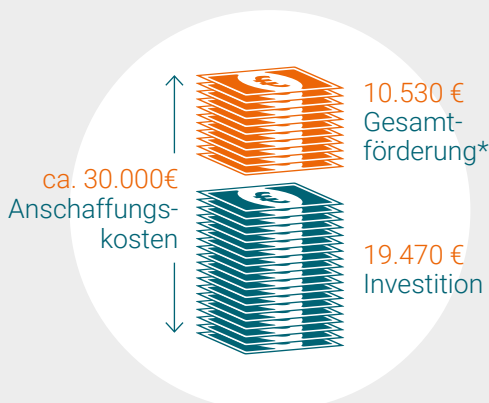 10.530 €
Gesamt-
förderung*
ca. 30.000€
Anschaffungs-
kosten
19.470 €
Investition